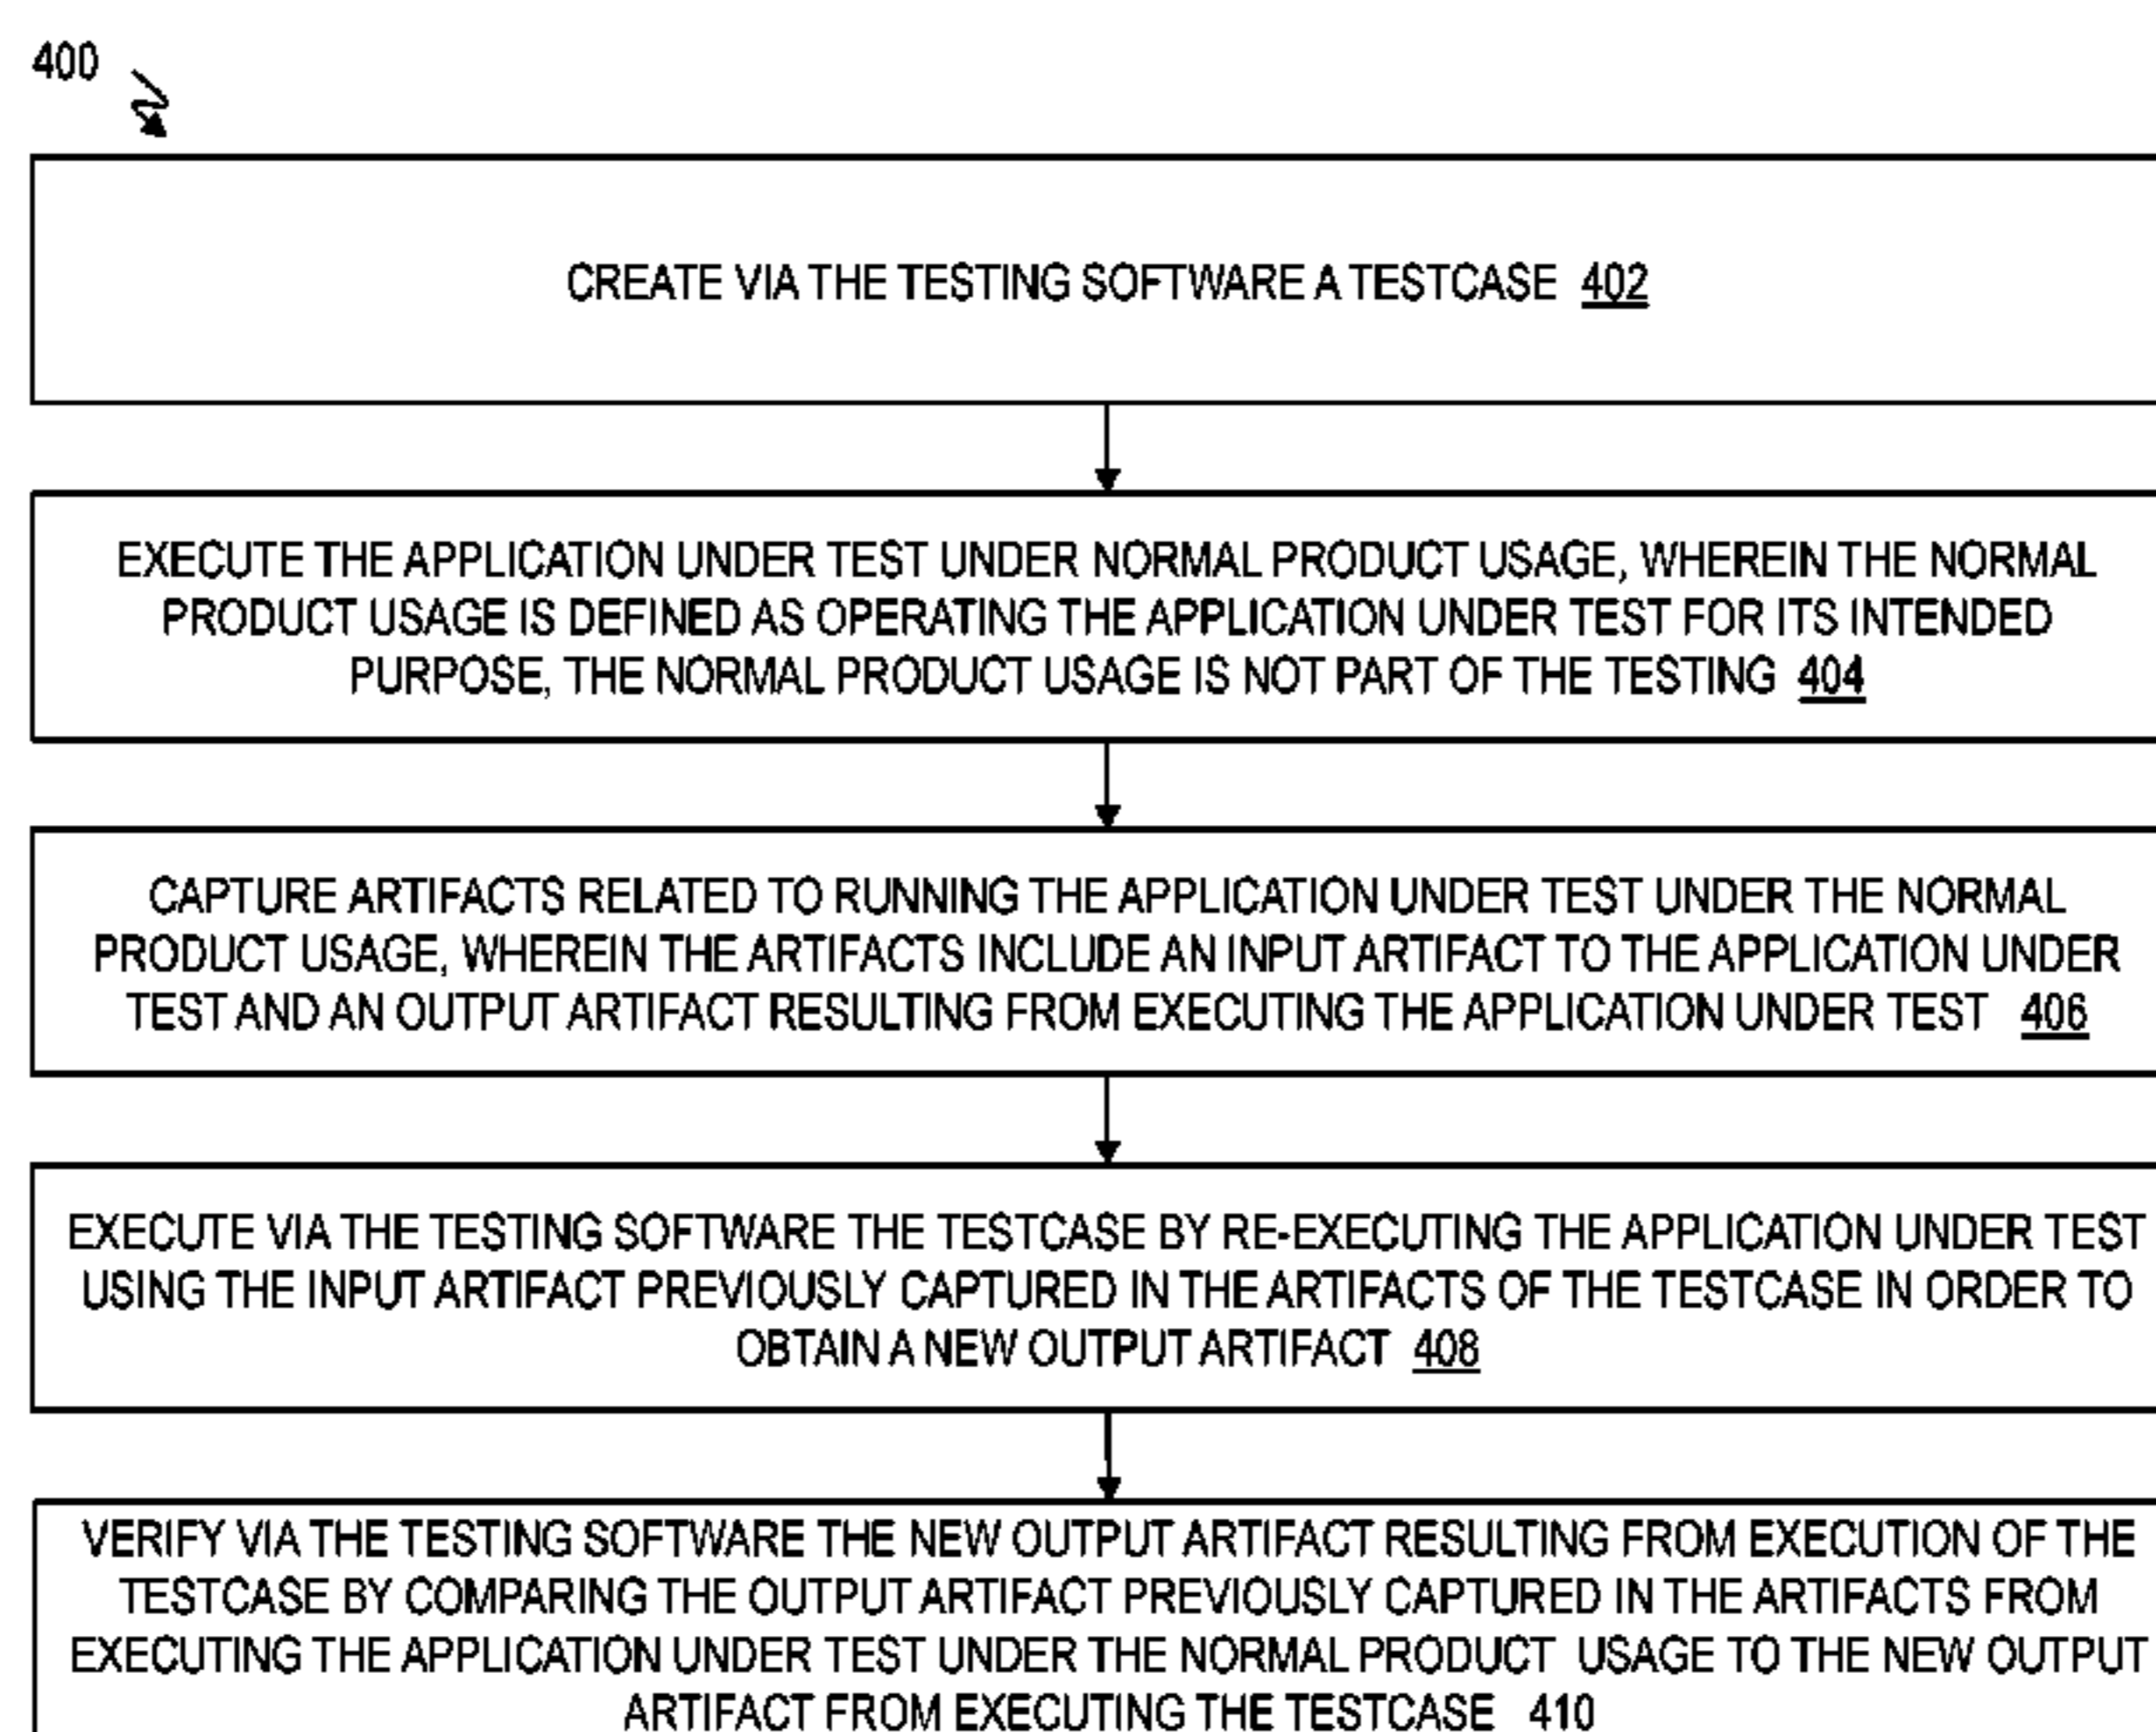 400
CREATE VIA THE TESTING SOFTWARE A TESTCASE 402
EXECUTE THE APPLICATION UNDER TEST UNDER NORMAL PRODUCT USAGE, WHEREIN THE NORMAL
PRODUCT USAGE IS DEFINED AS OPERATING THE APPLICATION UNDER TEST FOR ITS INTENDED
PURPOSE, THE NORMAL PRODUCT USAGE IS NOT PART OF THE TESTING 404
CAPTURE ARTIFACTS RELATED TO RUNNING THE APPLICATION UNDER TEST UNDER THE NORMAL
PRODUCT USAGE, WHEREIN THE ARTIFACTS INCLUDE AN INPUT ARTIFACT TO THE APPLICATION UNDER
TEST AND AN OUTPUT ARTIFACT RESULTING FROM EXECUTING THE APPLICATION UNDER TEST 406
EXECUTE VIA THE TESTING SOFTWARE THE TESTCASE BY RE-EXECUTING THE APPLICATION UNDER TEST
USING THE INPUT ARTIFACT PREVIOUSLY CAPTURED IN THE ARTIFACTS OF THE TESTCASE IN ORDER TO
OBTAIN A NEW OUTPUT ARTIFACT 408
VERIFY VIA THE TESTING SOFTWARE THE NEW OUTPUT ARTIFACT RESULTING FROM EXECUTION OF THE
TESTCASE BY COMPARING THE OUTPUT ARTIFACT PREVIOUSLY CAPTURED IN THE ARTIFACTS FROM
EXECUTING THE APPLICATION UNDER TEST UNDER THE NORMAL PRODUCT USAGE TO THE NEW OUTPUT
ARTIFACT FROM EXECUTING THE TESTCASE 410